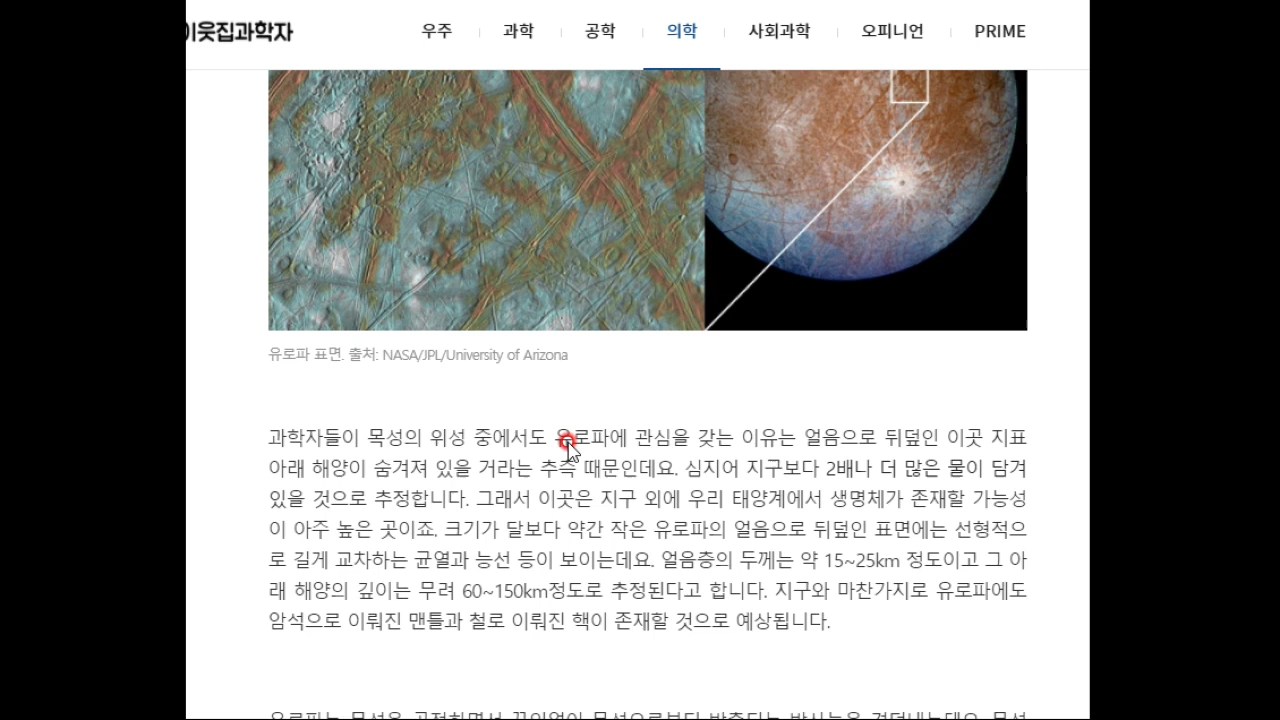 이웃집과학자
우주 과학 공학 의학 사회과학 오피니언 PRIME
유로파 표면. 출처: NASA/JPL/University of Arizona
과학자들이 목성의 위성 중에서도 유로파에 관심을 갖는 이유는 얼음으로 뒤덮인 이곳 지표
아래 해양이 숨겨져 있을 거라는 추측 때문인데요. 심지어 지구보다 2배나 더 많은 물이 담겨
있을 것으로 추정합니다. 그래서 이곳은 지구 외에 우리 태양계에서 생명체가 존재할 가능성
이 아주 높은 곳이죠. 크기가 달보다 약간 작은 유로파의 얼음으로 뒤덮인 표면에는 선형적으
로 길게 교차하는 균열과 능선 등이 보이는데요. 얼음층의 두께는 약 15~25km 정도이고 그 아
래 해양의 깊이는 무려 60~150km정도로 추정된다고 합니다. 지구와 마찬가지로 유로파에도
암석으로 이뤄진 맨틀과 철로 이뤄진 핵이 존재할 것으로 예상됩니다.